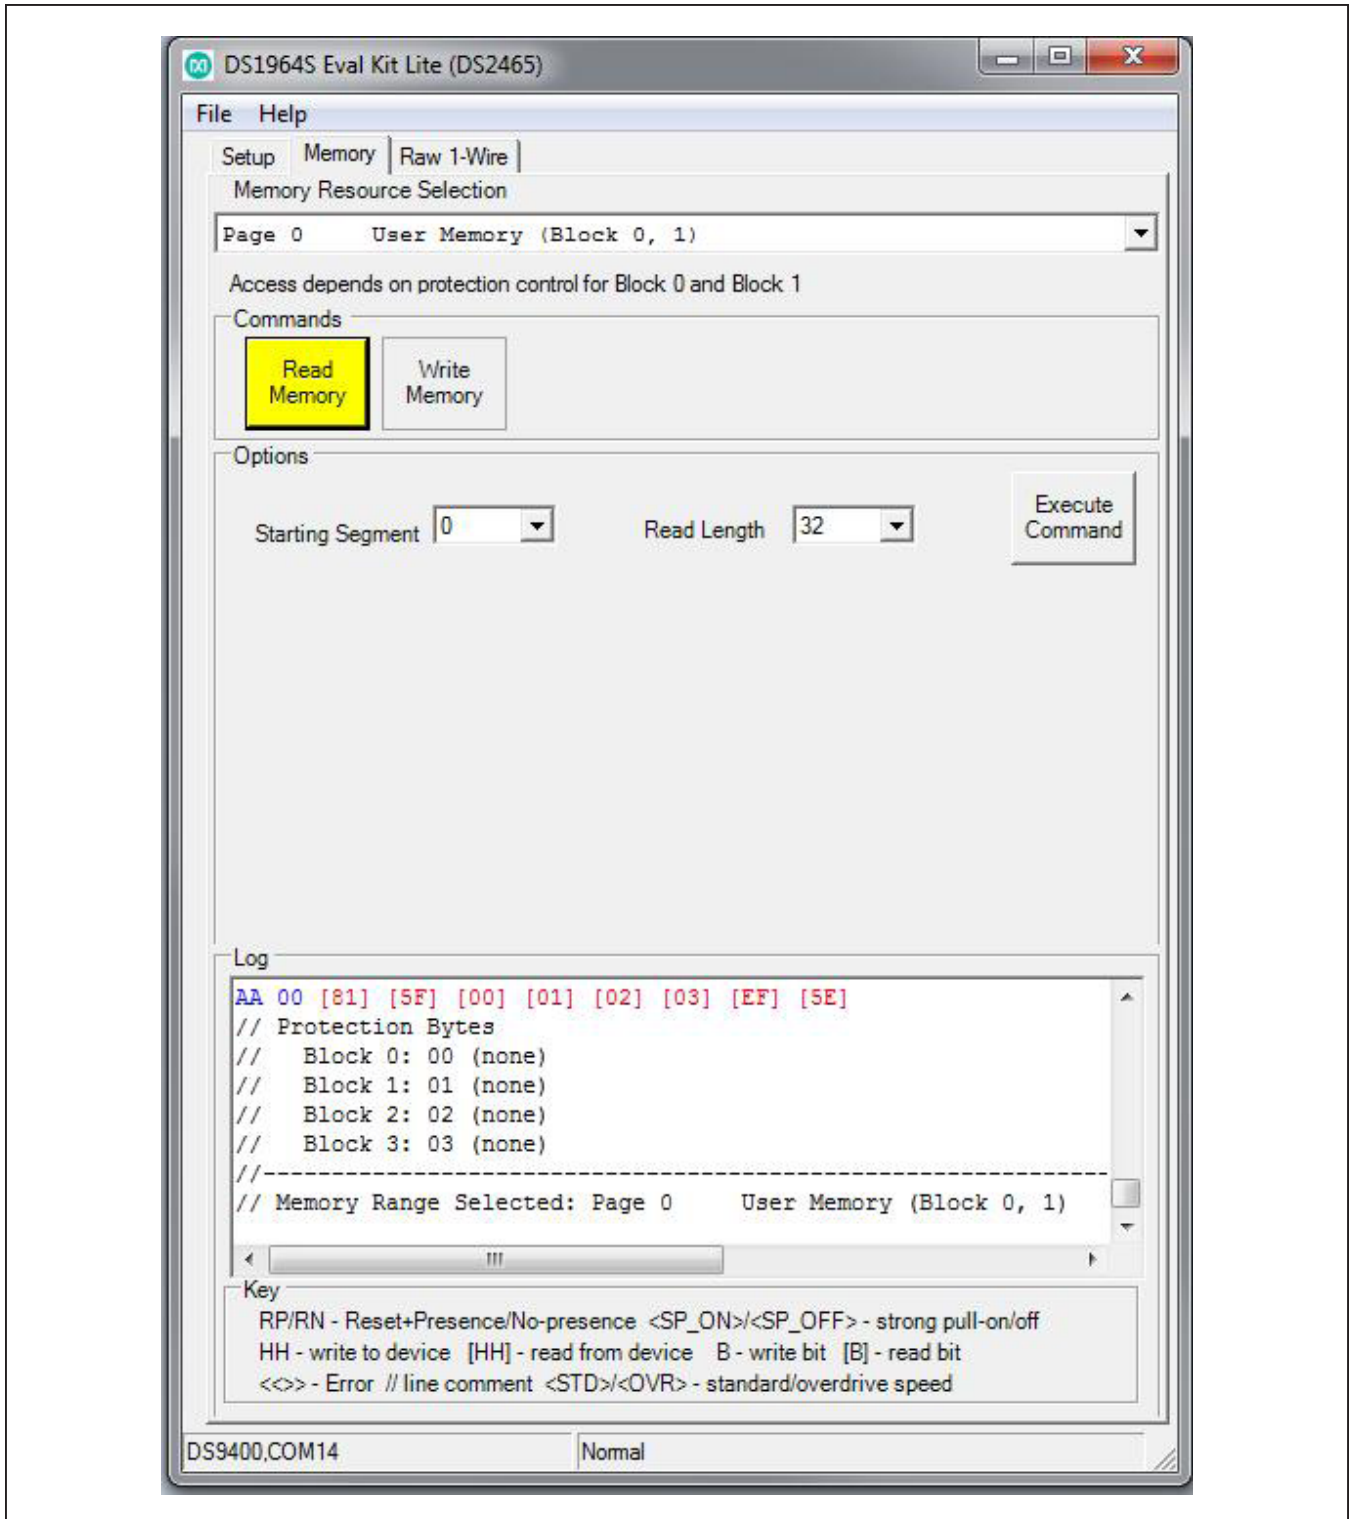 DS1964S Eval Kit Lite (DS2465)
File Help
Setup Memory Raw 1-Wire
Memory Resource Selection
Page 0 User Memory (Block 0, 1)
Access depends on protection control for Block 0 and Block 1
Commands
Read Memory
Write Memory
Options
Starting Segment 0 Read Length 32
Execute Command
Log
AA 00 [81] [5F] [00] [01] [02] [03] [EF] [5E]
// Protection Bytes
// Block 0: 00 (none)
// Block 1: 01 (none)
// Block 2: 02 (none)
// Block 3: 03 (none)
//--------------------------------------------------------------
// Memory Range Selected: Page 0 User Memory (Block 0, 1)
Key
RP/RN - Reset+Presence/No-presence <SP_ON>/<SP_OFF> - strong pull-on/off
HH - write to device [HH] - read from device B - write bit [B] - read bit
<<>> - Error // line comment <STD>/<OVR> - standard/overdrive speed
DS9400,COM14 Normal